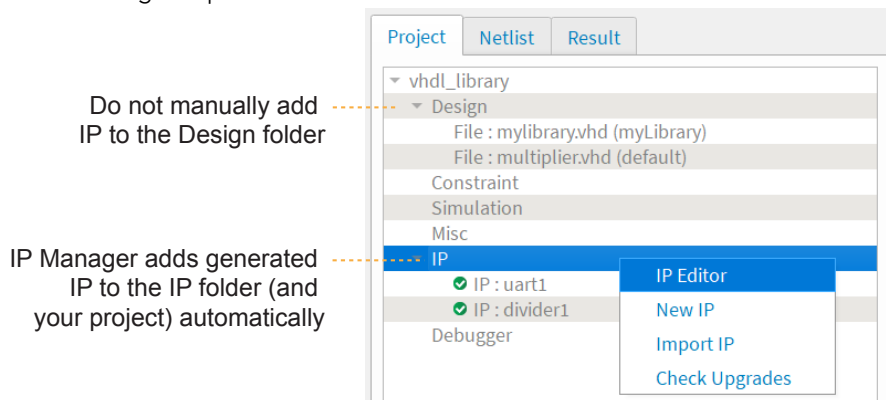 Project Netlist Result
vhdl_library
Do not manually add
IP to the Design folder
Design
File : mylibrary.vhd (myLibrary)
File : multiplier.vhd (default)
Constraint
Simulation
Misc
IP Manager adds generated
IP to the IP folder (and
your project) automatically
IP
IP : uart1
IP : divider1
Debugger
IP Editor
New IP
Import IP
Check Upgrades